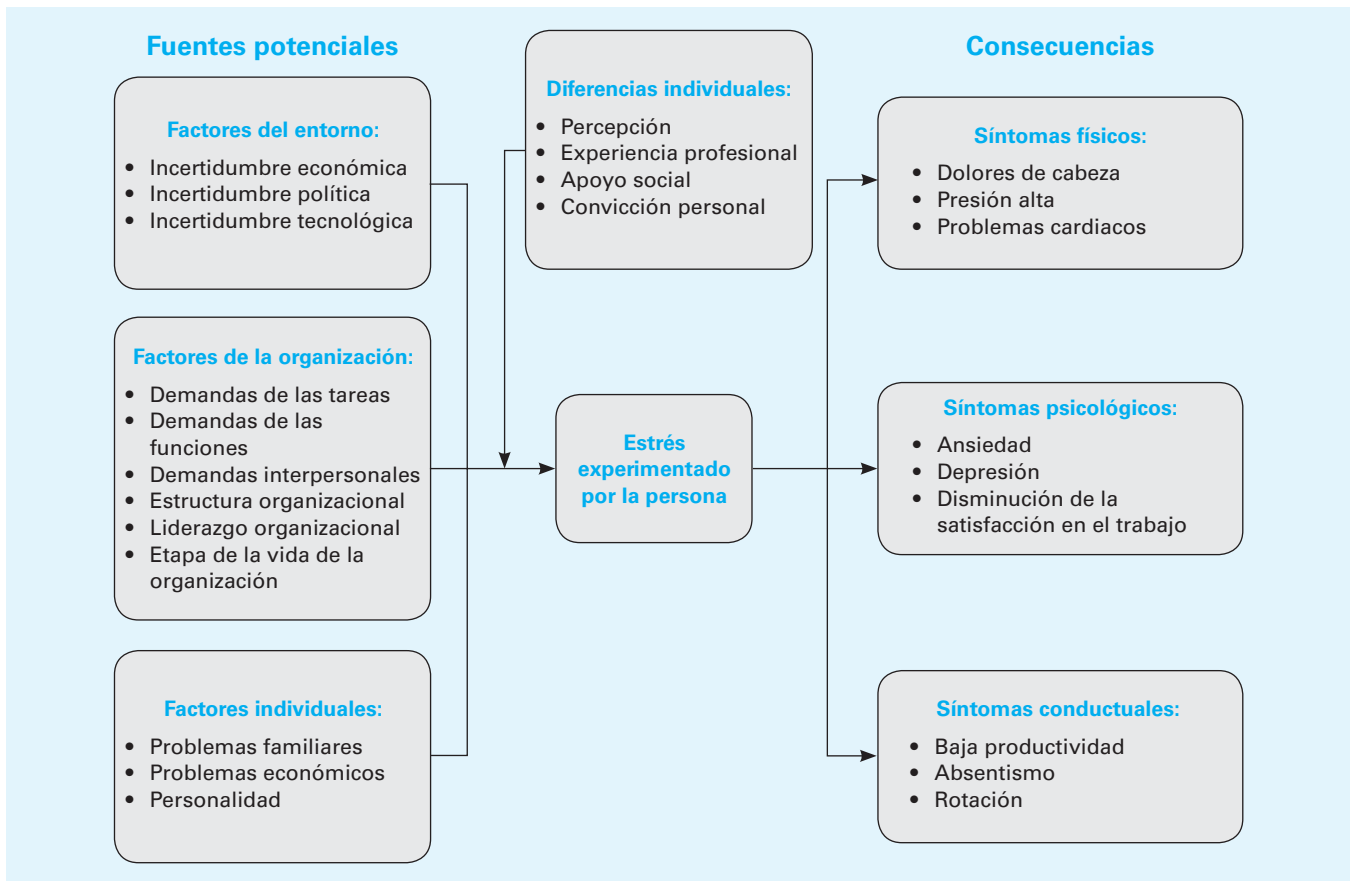 Fuentes potenciales
Factores del entorno:
• Incertidumbre económica
• Incertidumbre política
• Incertidumbre tecnológica
Factores de la organización:
• Demandas de las tareas
• Demandas de las
funciones
• Demandas interpersonales
• Estructura organizacional
• Liderazgo organizacional
• Etapa de la vida de la
organización
Factores individuales:
• Problemas familiares
• Problemas económicos
• Personalidad
Diferencias individuales:
• Percepción
• Experiencia profesional
• Apoyo social
• Convicción personal
Estrés
experimentado
por la persona
Consecuencias
Síntomas físicos:
• Dolores de cabeza
• Presión alta
• Problemas cardiacos
Síntomas psicológicos:
• Ansiedad
• Depresión
• Disminución de la
satisfacción en el trabajo
Síntomas conductuales:
• Baja productividad
• Absentismo
• Rotación